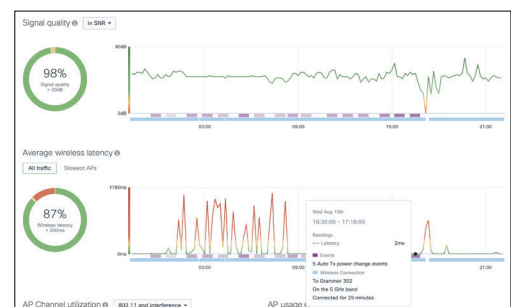 Signal quality in SNR
60dB
98%
Signal quality
> 20dB
0dB
03:00 09:00 15:00 21:00
Average wireless latency
All traffic Slowest APs
1185ms
87%
Wireless latency
< 200ms
0ms
03:00 09:00 21:00
Wed Aug 19th
16:30:00 - 17:18:00
Readings
Latency 2ms
Events
5 Auto Tx power change events
Wireless Connection
To Grammer 302
On the 5 GHz band
Connected for 29 minutes
AP Channel utilization 802.11 and interference AP usage